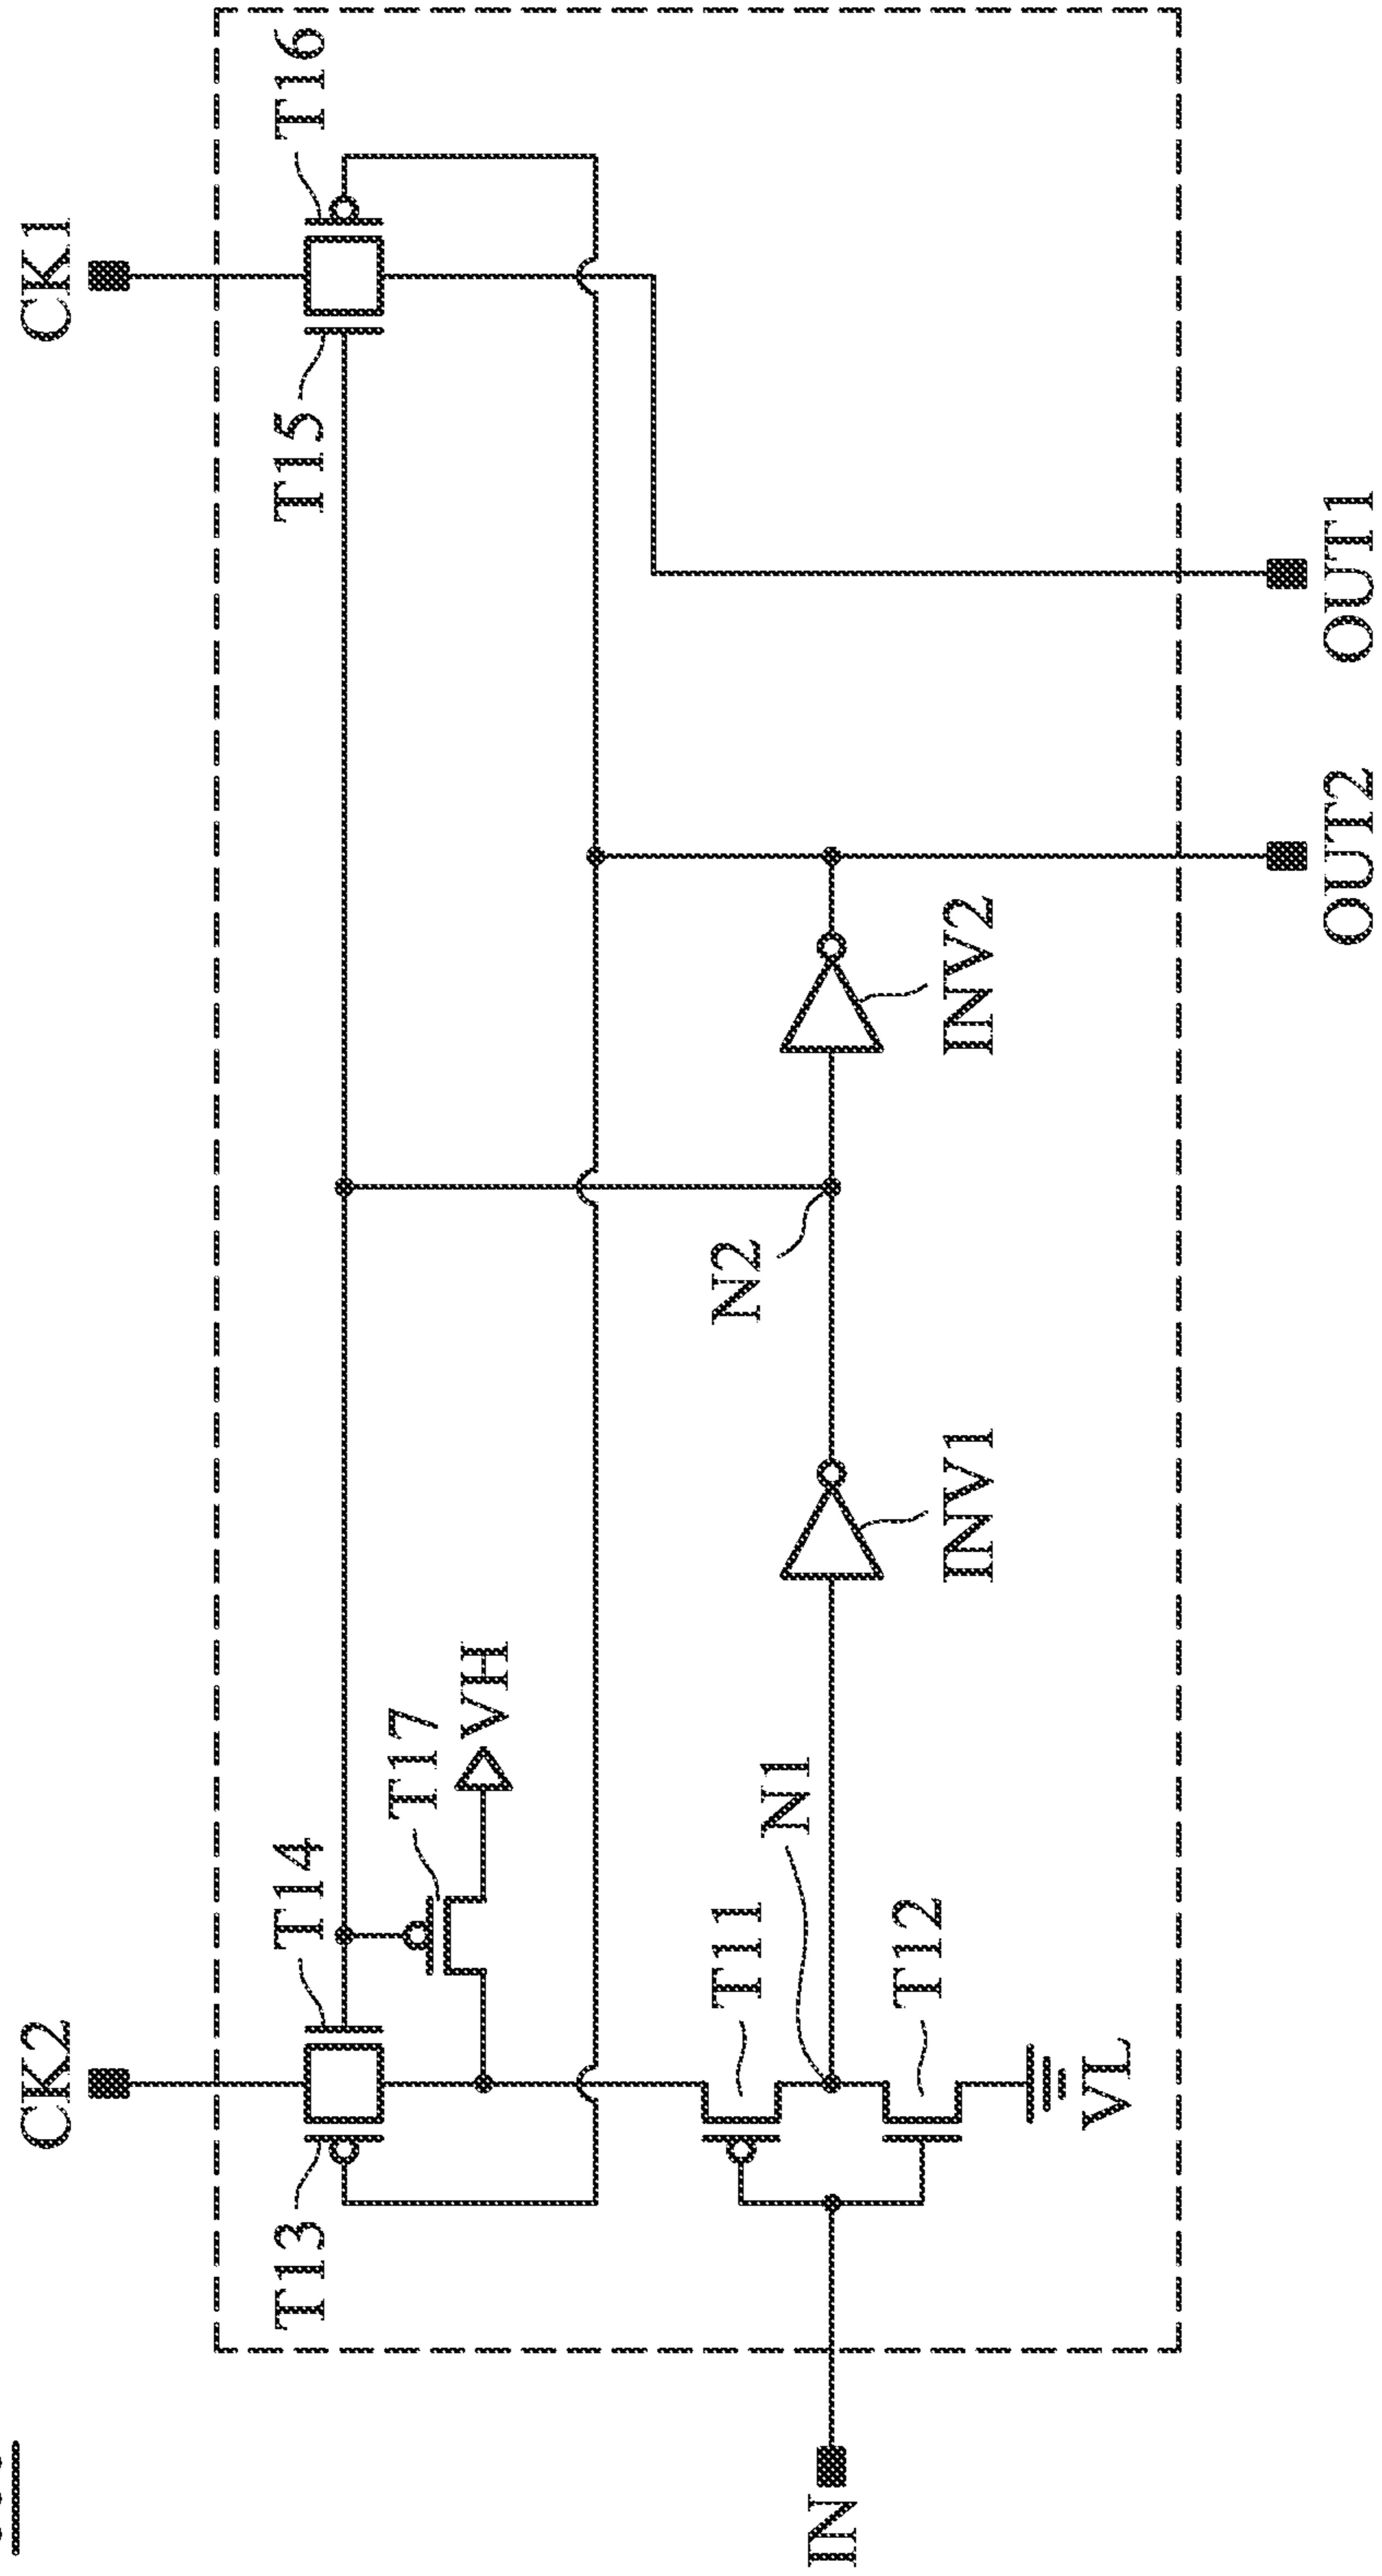 CK2
CK1
T13
T14
T15
T16
T17
VH
T11
N1
N2
IN
T12
INV1
INV2
VL
OUT2
OUT1